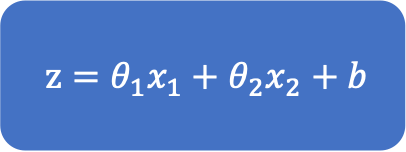 z = θ₁x₁ + θ₂x₂ + b